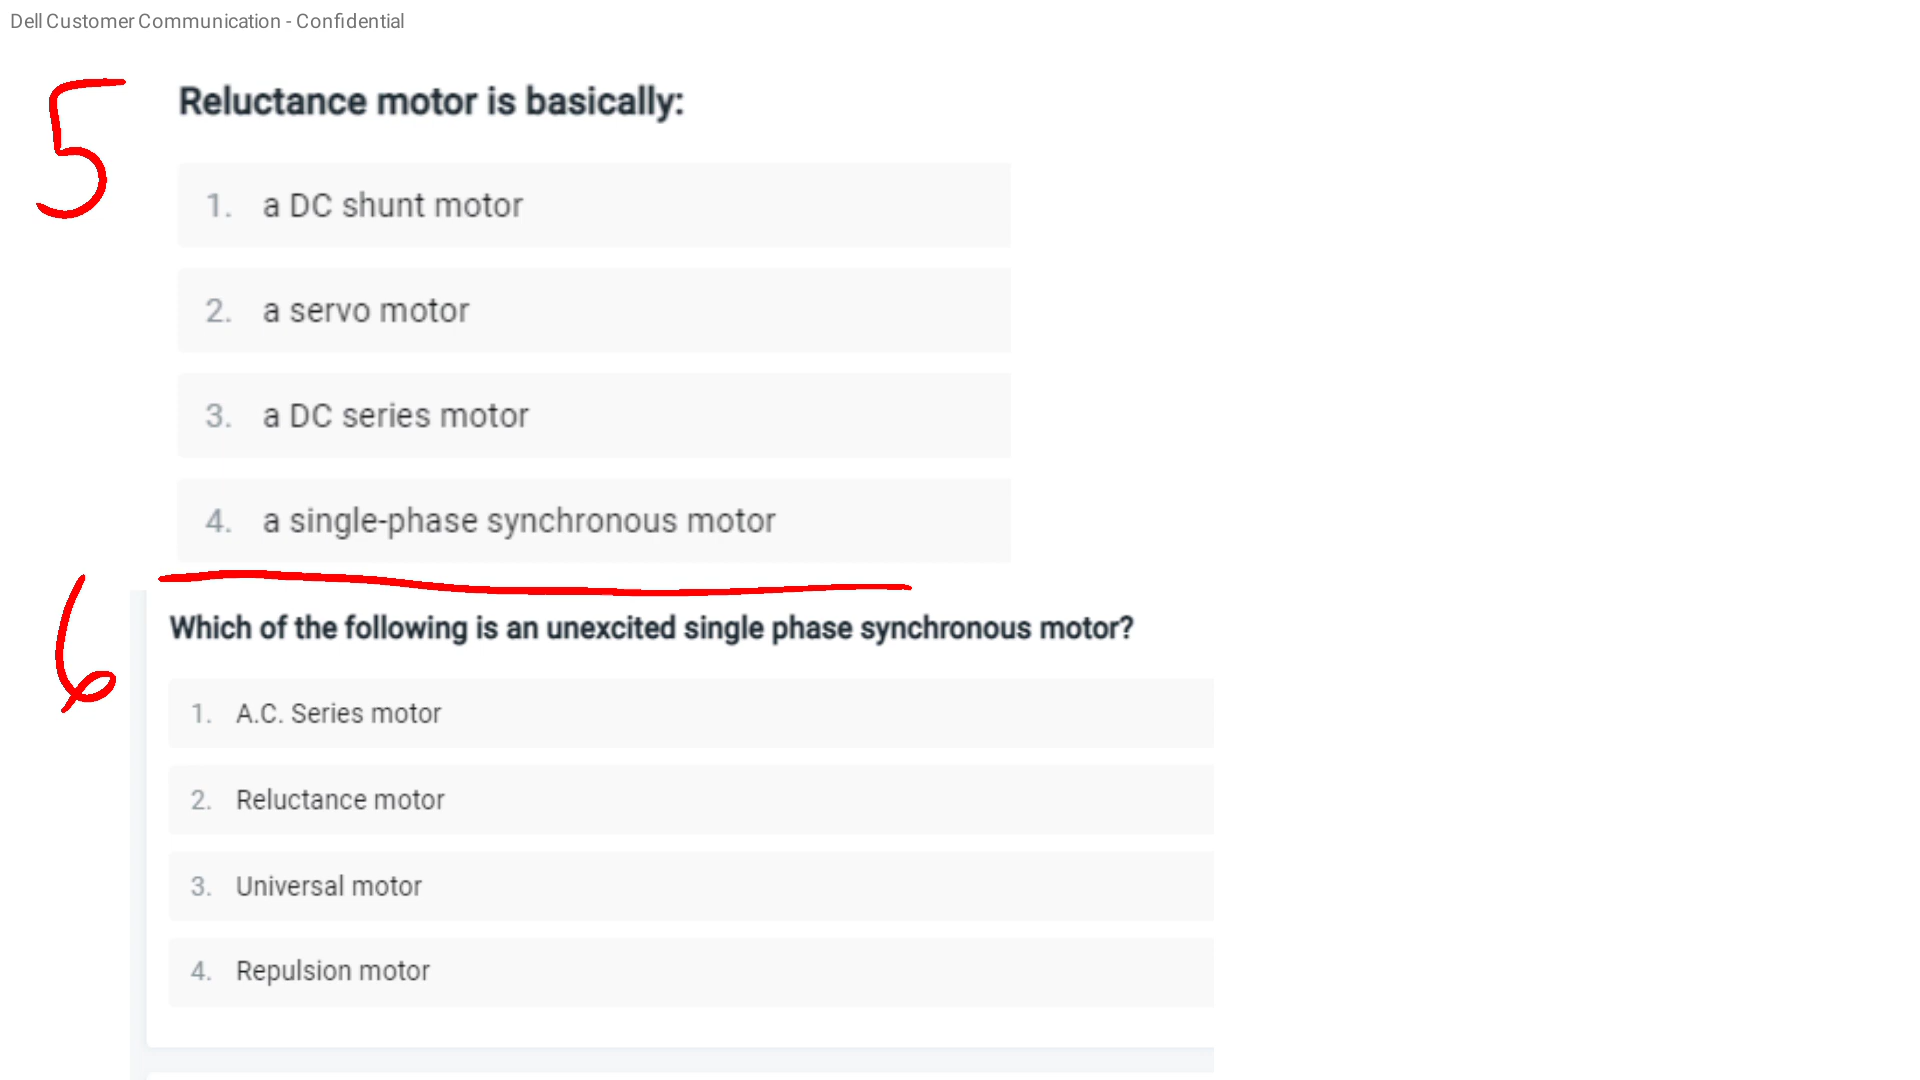 Dell Customer Communication - Confidential
5
Reluctance motor is basically:
1. a DC shunt motor
2. a servo motor
3. a DC series motor
4. a single-phase synchronous motor
6
Which of the following is an unexcited single phase synchronous motor?
1. A.C. Series motor
2. Reluctance motor
3. Universal motor
4. Repulsion motor